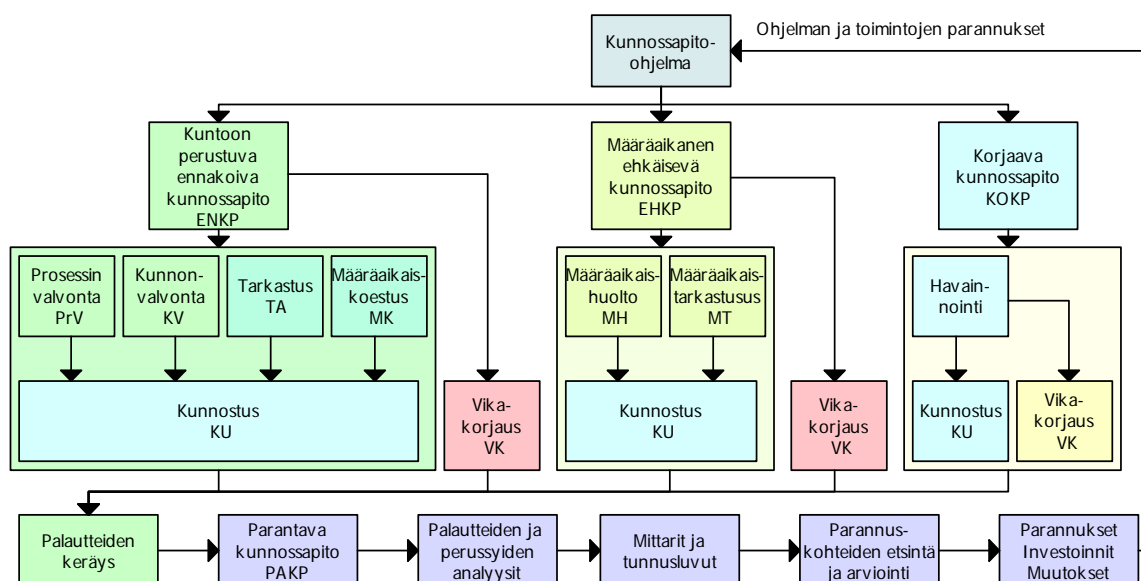 Ohjelman ja toimintojen parannukset
Kunnossapito-
ohjelma
Kuntoon
perustuva
ennakoiva
kunnossapito
ENKP
Määräaikanen
ehkäisevä
kunnossapito
EHKP
Korjaava
kunnossapito
KOKP
Prosessin
valvonta
PrV
Kunnon-
valvonta
KV
Tarkastus
TA
Määräaikais-
koestus
MK
Määräaikais-
huolto
MH
Määräaikais-
tarkastusus
MT
Havain-
nointi
Kunnostus
KU
Vika-
korjaus
VK
Kunnostus
KU
Vika-
korjaus
VK
Kunnostus
KU
Vika-
korjaus
VK
Palautteiden
keräys
Parantava
kunnossapito
PAKP
Palautteiden ja
perussyiden
analyysit
Mittarit ja
tunnusluvut
Parannus-
kohteiden etsintä
ja arviointi
Parannukset
Investoinnit
Muutokset